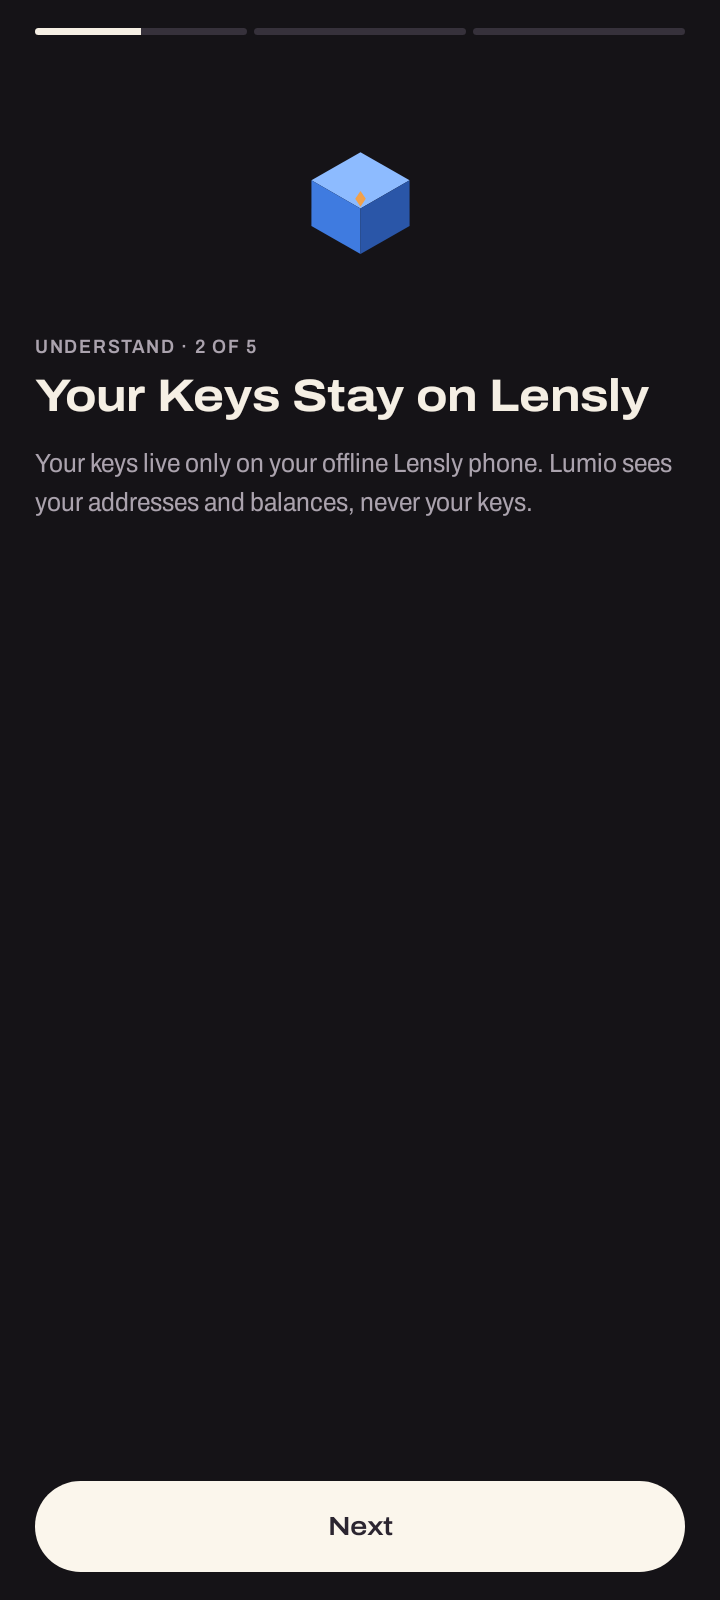 UNDERSTAND · 2 OF 5
Your Keys Stay on Lensly
Your keys live only on your offline Lensly phone. Lumio sees
your addresses and balances, never your keys.
Next